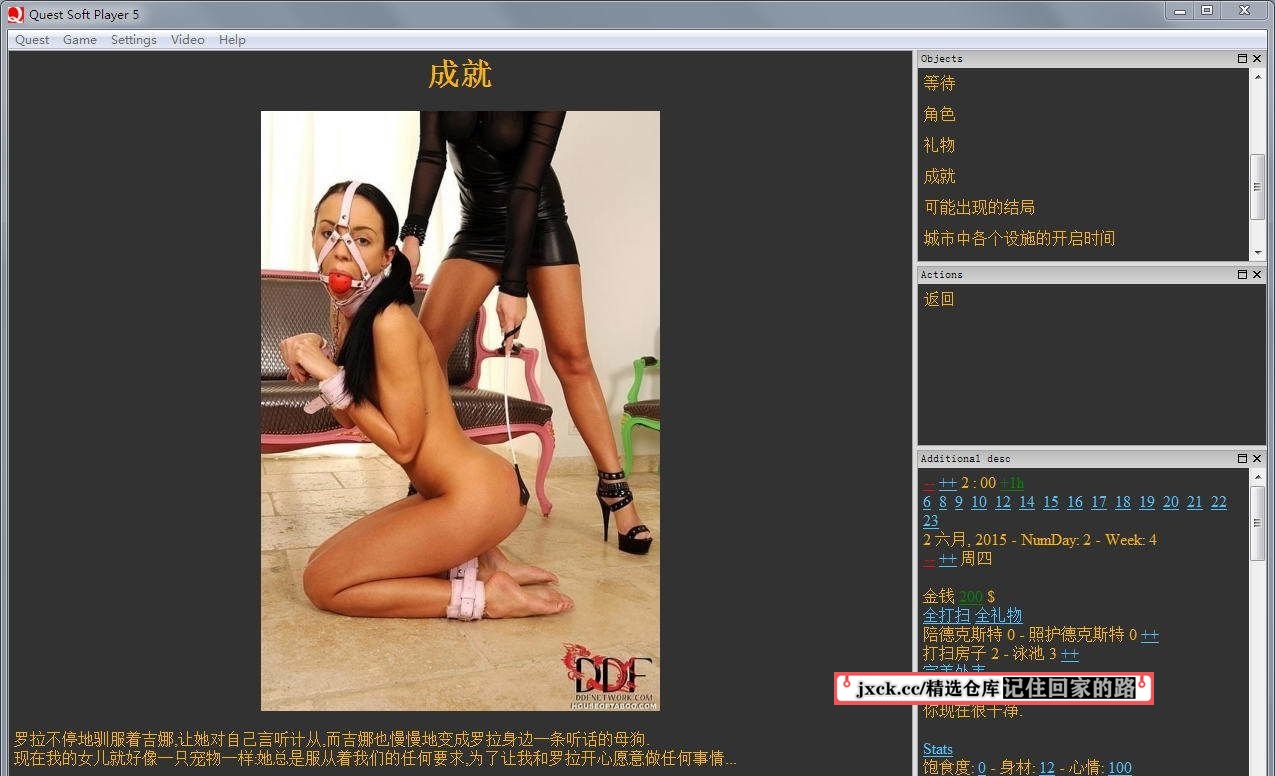 Quest Soft Player 5
Quest Game Settings Video Help
成就
DDF
DDFNETWORK.COM
HOUSEOFTABOO.COM
罗拉不停地驯服着吉娜,让她对自己言听计从,而吉娜也慢慢地变成罗拉身边一条听话的母狗.
现在我的女儿就好像一只宠物一样,她总是服从着我们的任何要求,为了让我和罗拉开心愿意做任何事情...
Objects
等待
角色
礼物
成就
可能出现的结局
城市中各个设施的开启时间
Actions
返回
Additional desc
-- ++ 2 : 00 +1h
6 8 9 10 12 14 15 16 17 18 19 20 21 22
23
2 六月, 2015 - NumDay: 2 - Week: 4
-- ++ 周四
金钱 200 $
全打扫 全礼物
陪德克斯特 0 - 照护德克斯特 0 ++
打扫房子 2 - 泳池 3 ++
jxck.cc/精选仓库 记住回家的路
你现在很干净.
Stats
饱食度: 0 - 身材: 12 - 心情: 100